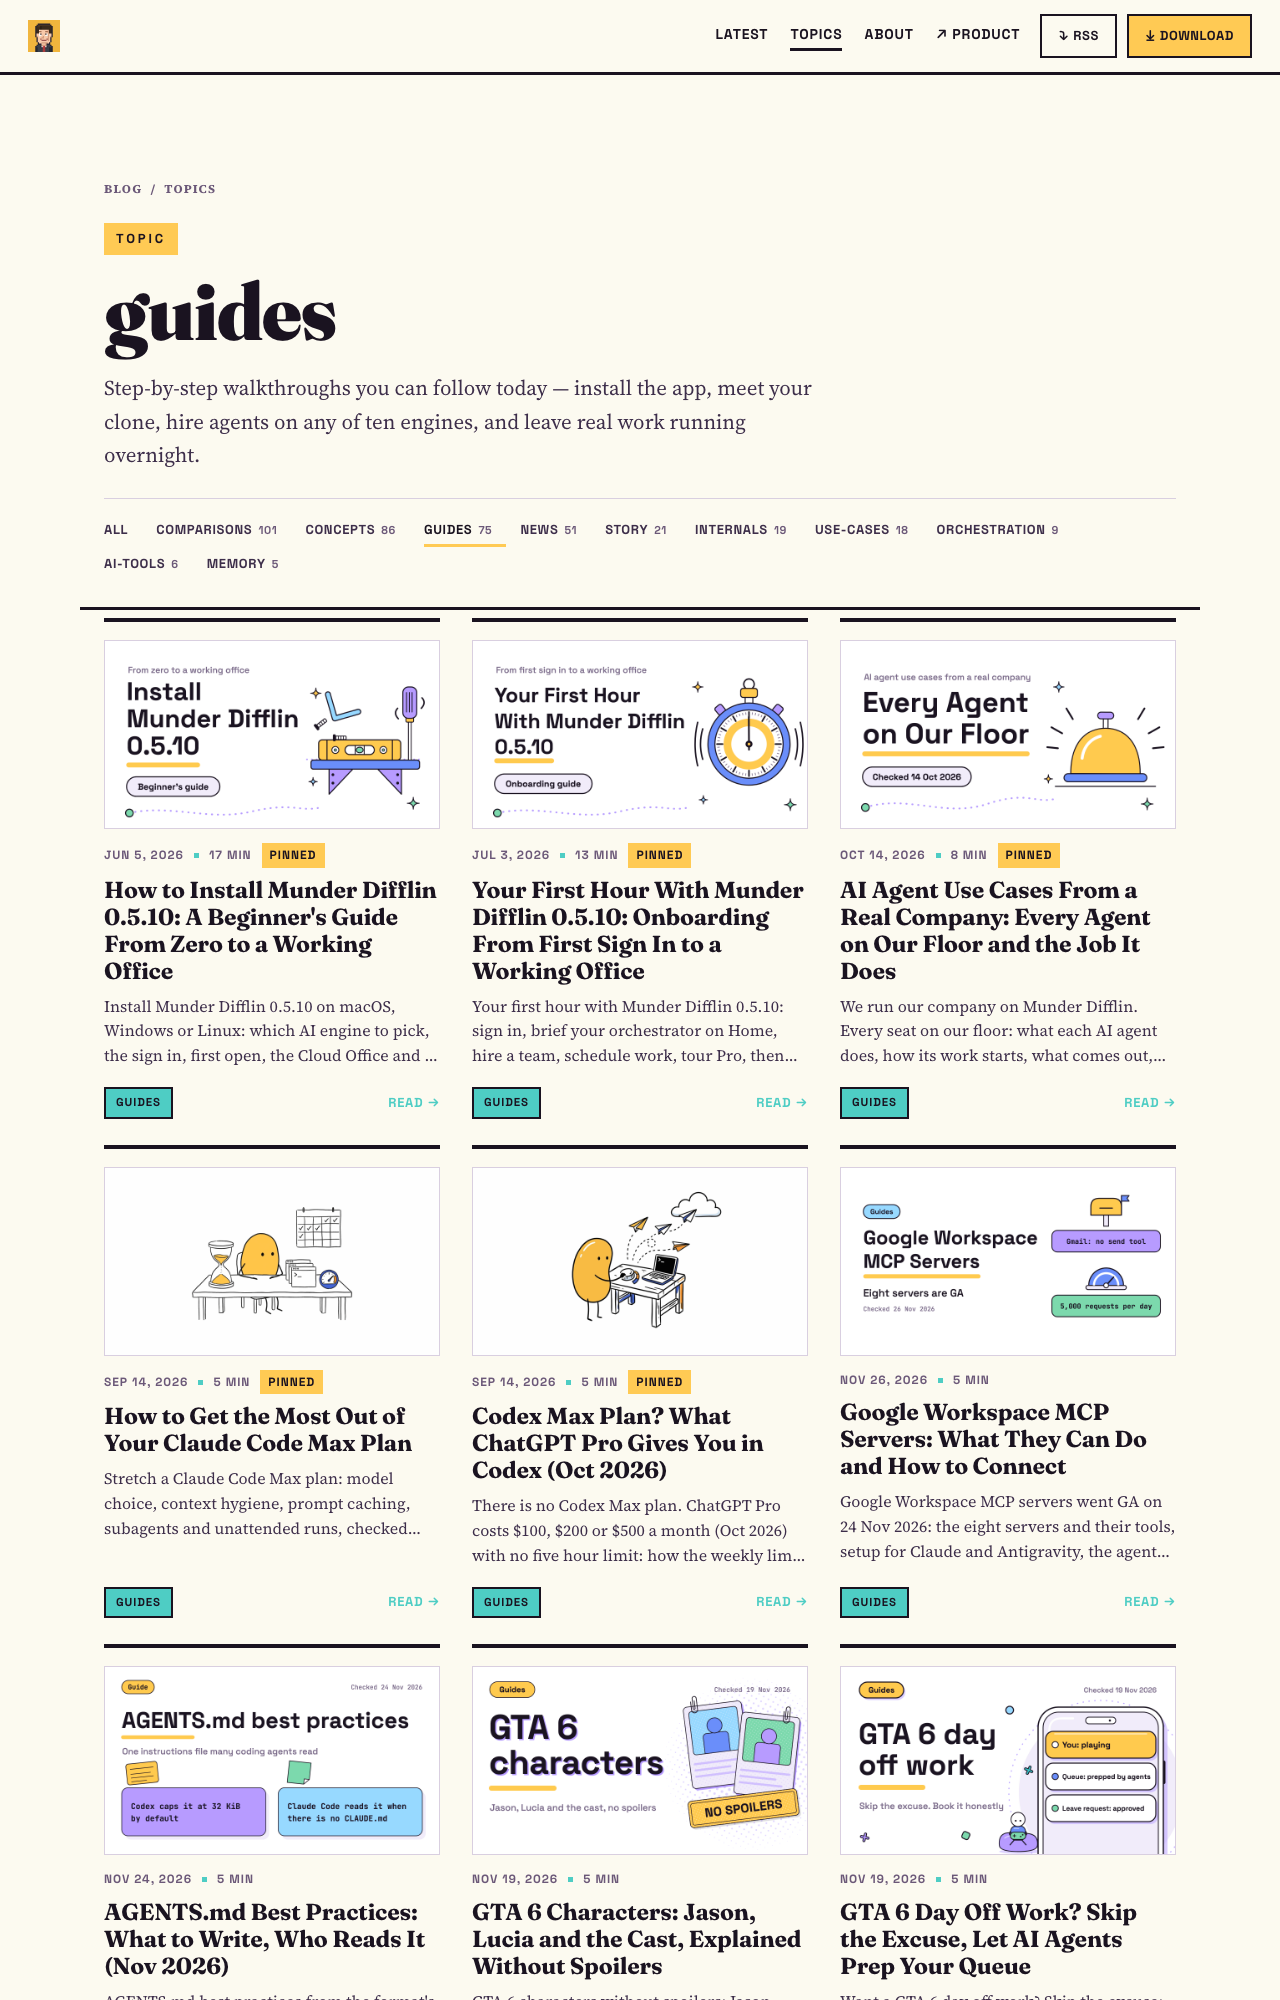 LATEST
TOPICS
ABOUT
↗ PRODUCT
RSS
DOWNLOAD
BLOG / TOPICS
TOPIC
guides
Step-by-step walkthroughs you can follow today — install the app, meet your
clone, hire agents on any of ten engines, and leave real work running
overnight.
ALL COMPARISONS 101 CONCEPTS 86 GUIDES 75 NEWS 51 STORY 21 INTERNALS 19 USE-CASES 18 ORCHESTRATION 9
AI-TOOLS 6 MEMORY 5
From zero to a working office
Install
Munder Difflin
0.5.10
Beginner's guide
JUN 5, 2026 17 MIN PINNED
How to Install Munder Difflin
0.5.10: A Beginner's Guide
From Zero to a Working
Office
Install Munder Difflin 0.5.10 on macOS,
Windows or Linux: which AI engine to pick,
the sign in, first open, the Cloud Office and ...
GUIDES
READ →
From first sign in to a working office
Your First Hour
With Munder Difflin
0.5.10
Onboarding guide
JUL 3, 2026 13 MIN PINNED
Your First Hour With Munder
Difflin 0.5.10: Onboarding
From First Sign In to a
Working Office
Your first hour with Munder Difflin 0.5.10:
sign in, brief your orchestrator on Home,
hire a team, schedule work, tour Pro, then...
GUIDES
READ →
AI agent use cases from a real company
Every Agent
on Our Floor
Checked 14 Oct 2026
OCT 14, 2026 8 MIN PINNED
AI Agent Use Cases From a
Real Company: Every Agent
on Our Floor and the Job It
Does
We run our company on Munder Difflin.
Every seat on our floor: what each AI agent
does, how its work starts, what comes out,...
GUIDES
READ →
SEP 14, 2026 5 MIN PINNED
How to Get the Most Out of
Your Claude Code Max Plan
Stretch a Claude Code Max plan: model
choice, context hygiene, prompt caching,
subagents and unattended runs, checked...
GUIDES
READ →
SEP 14, 2026 5 MIN PINNED
Codex Max Plan? What
ChatGPT Pro Gives You in
Codex (Oct 2026)
There is no Codex Max plan. ChatGPT Pro
costs $100, $200 or $500 a month (Oct 2026)
with no five hour limit: how the weekly lim...
GUIDES
READ →
Guides
Google Workspace
MCP Servers
Eight servers are GA
Checked 26 Nov 2026
Gmail: no send tool
5,000 requests per day
NOV 26, 2026 5 MIN
Google Workspace MCP
Servers: What They Can Do
and How to Connect
Google Workspace MCP servers went GA on
24 Nov 2026: the eight servers and their tools,
setup for Claude and Antigravity, the agent...
GUIDES
READ →
Guide
Checked 24 Nov 2026
AGENTS.md best practices
One instructions file many coding agents read
Codex caps it at 32 KiB
by default
Claude Code reads it when
there is no CLAUDE.md
NOV 24, 2026 5 MIN
AGENTS.md Best Practices:
What to Write, Who Reads It
(Nov 2026)
AGENTS.md best practices from the format's
Guides
Checked 19 Nov 2026
GTA 6
characters
Jason, Lucia and the cast, no spoilers
NO SPOILERS
NOV 19, 2026 5 MIN
GTA 6 Characters: Jason,
Lucia and the Cast, Explained
Without Spoilers
GTA 6 characters without spoilers: Jason
Guides
Checked 19 Nov 2026
GTA 6 day
off work
Skip the excuse. Book it honestly
You: playing
Queue: prepped by agents
Leave request: approved
NOV 19, 2026 5 MIN
GTA 6 Day Off Work? Skip
the Excuse, Let AI Agents
Prep Your Queue
Want a GTA 6 day off work? Skip the excuse: